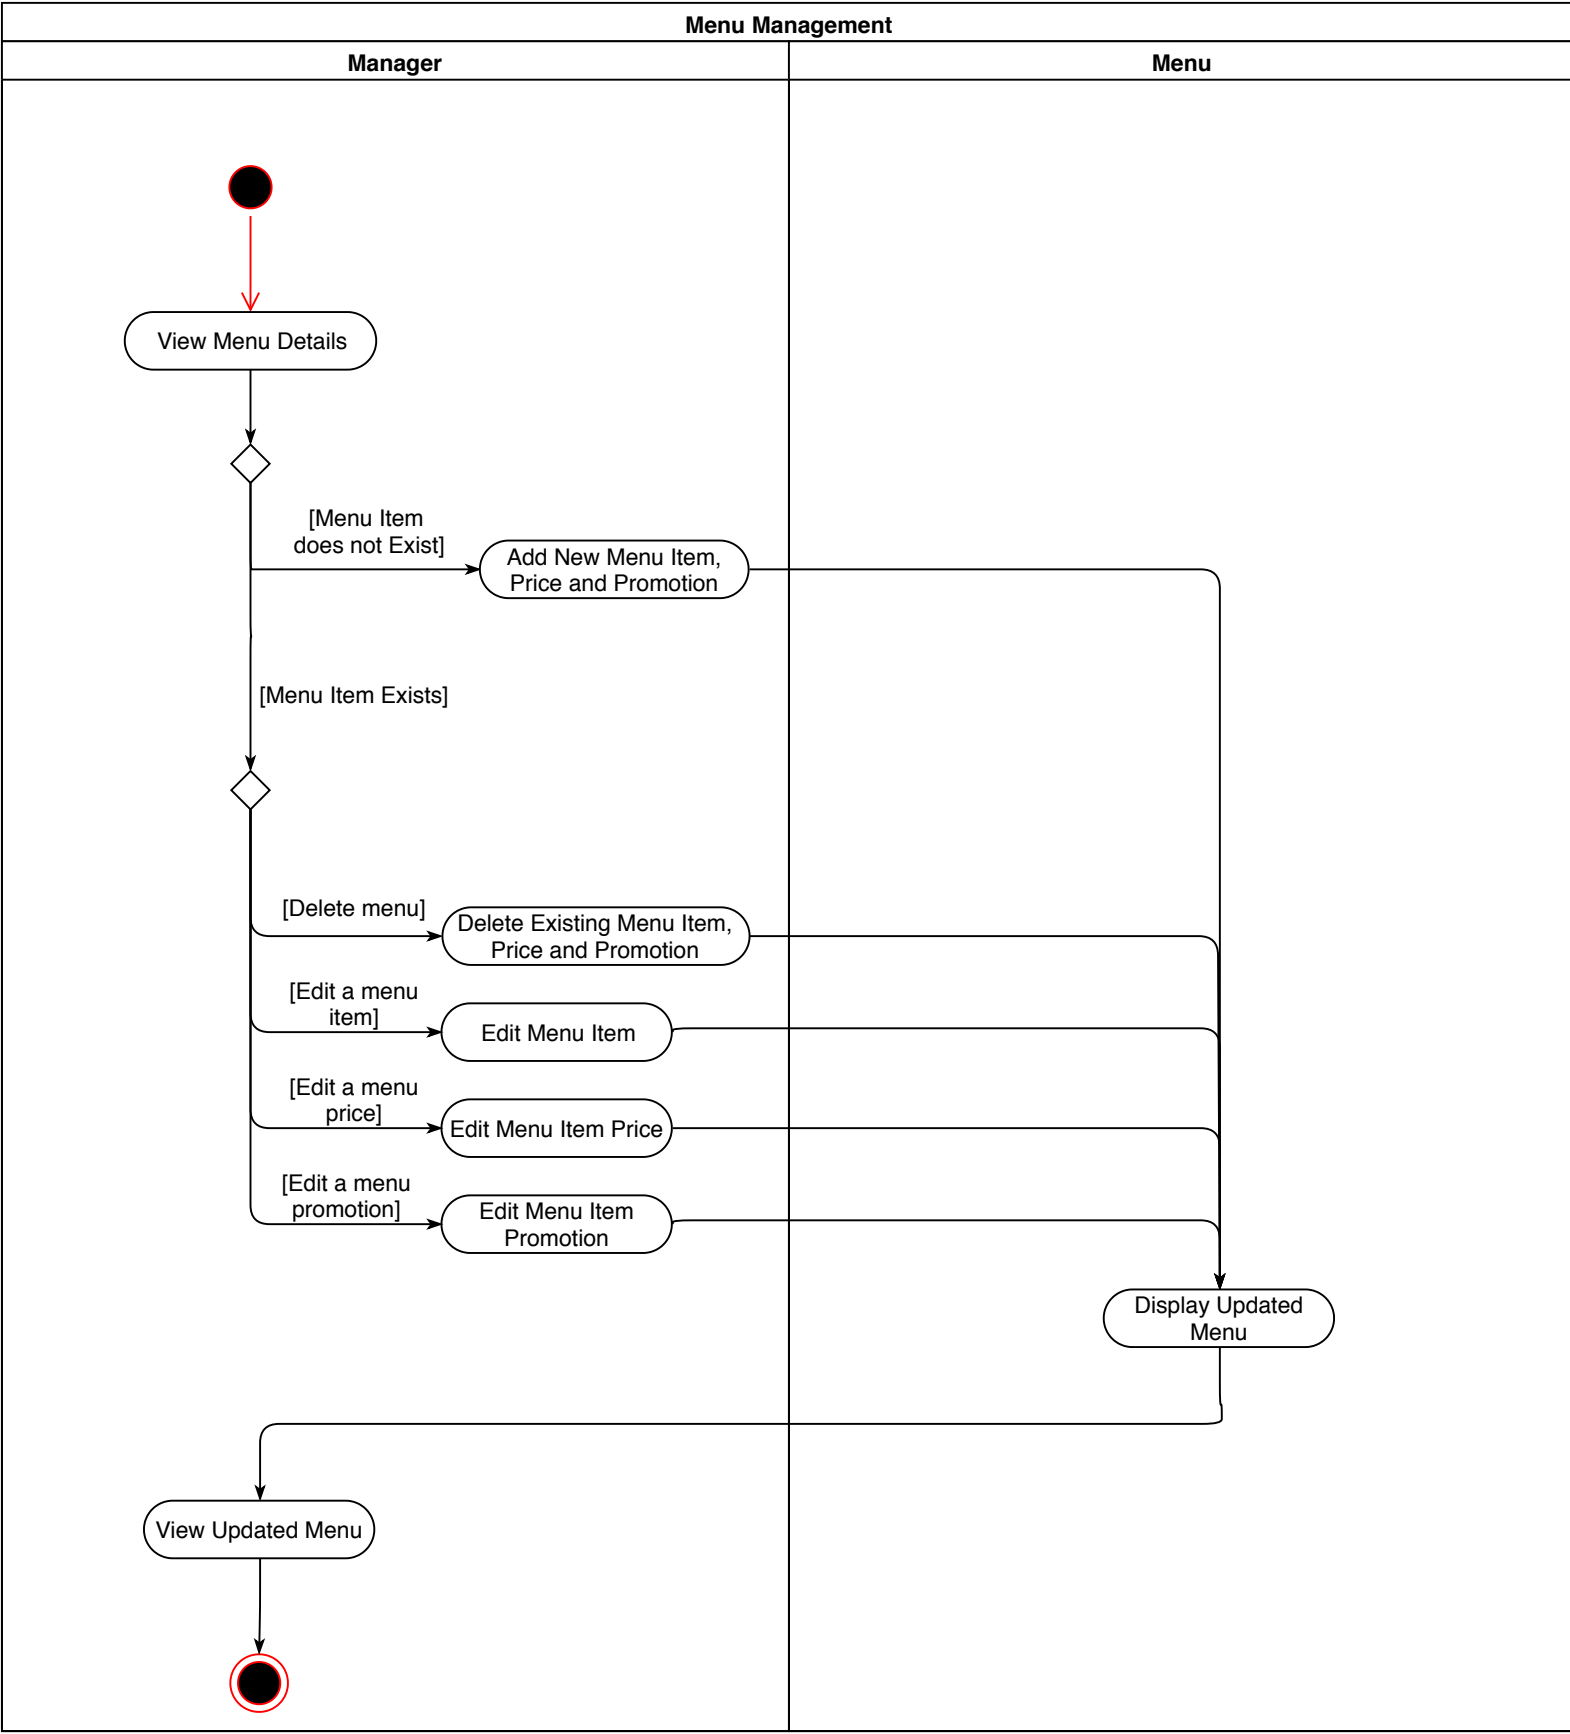 Menu Management
Manager
Menu
View Menu Details
[Menu Item
does not Exist]
Add New Menu Item,
Price and Promotion
[Menu Item Exists]
[Delete menu]
Delete Existing Menu Item,
Price and Promotion
[Edit a menu
item]
Edit Menu Item
[Edit a menu
price]
Edit Menu Item Price
[Edit a menu
promotion]
Edit Menu Item
Promotion
Display Updated
Menu
View Updated Menu